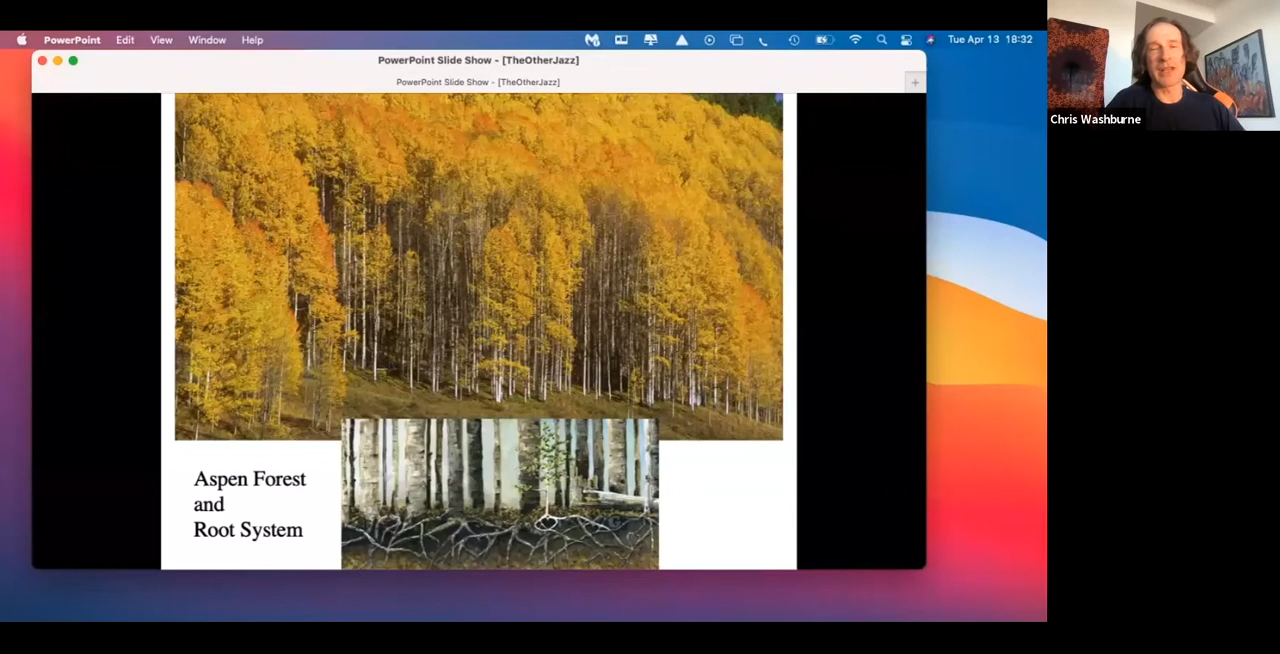 PowerPoint Edit View Window Help Tue Apr 13 18:32
PowerPoint Slide Show - [TheOtherJazz]
PowerPoint Slide Show - [TheOtherJazz]
Chris Washburne
Aspen Forest
and
Root System